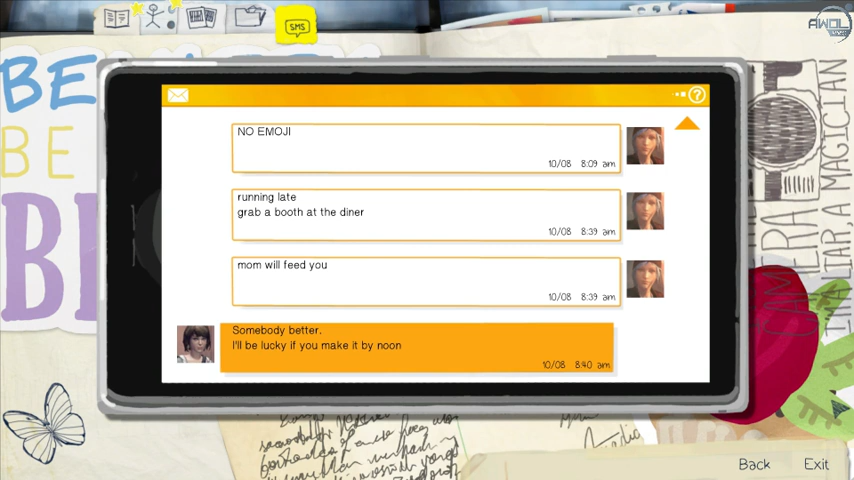 SMS
AWOL
BE
BE
NO EMOJI
10/08 8:09 am
running late
grab a booth at the diner
10/08 8:39 am
mom will feed you
10/08 8:39 am
Somebody better.
I'll be lucky if you make it by noon
10/08 8:40 am
CAMERA
I'M A LIAR, A MAGICIAN
Back
Exit